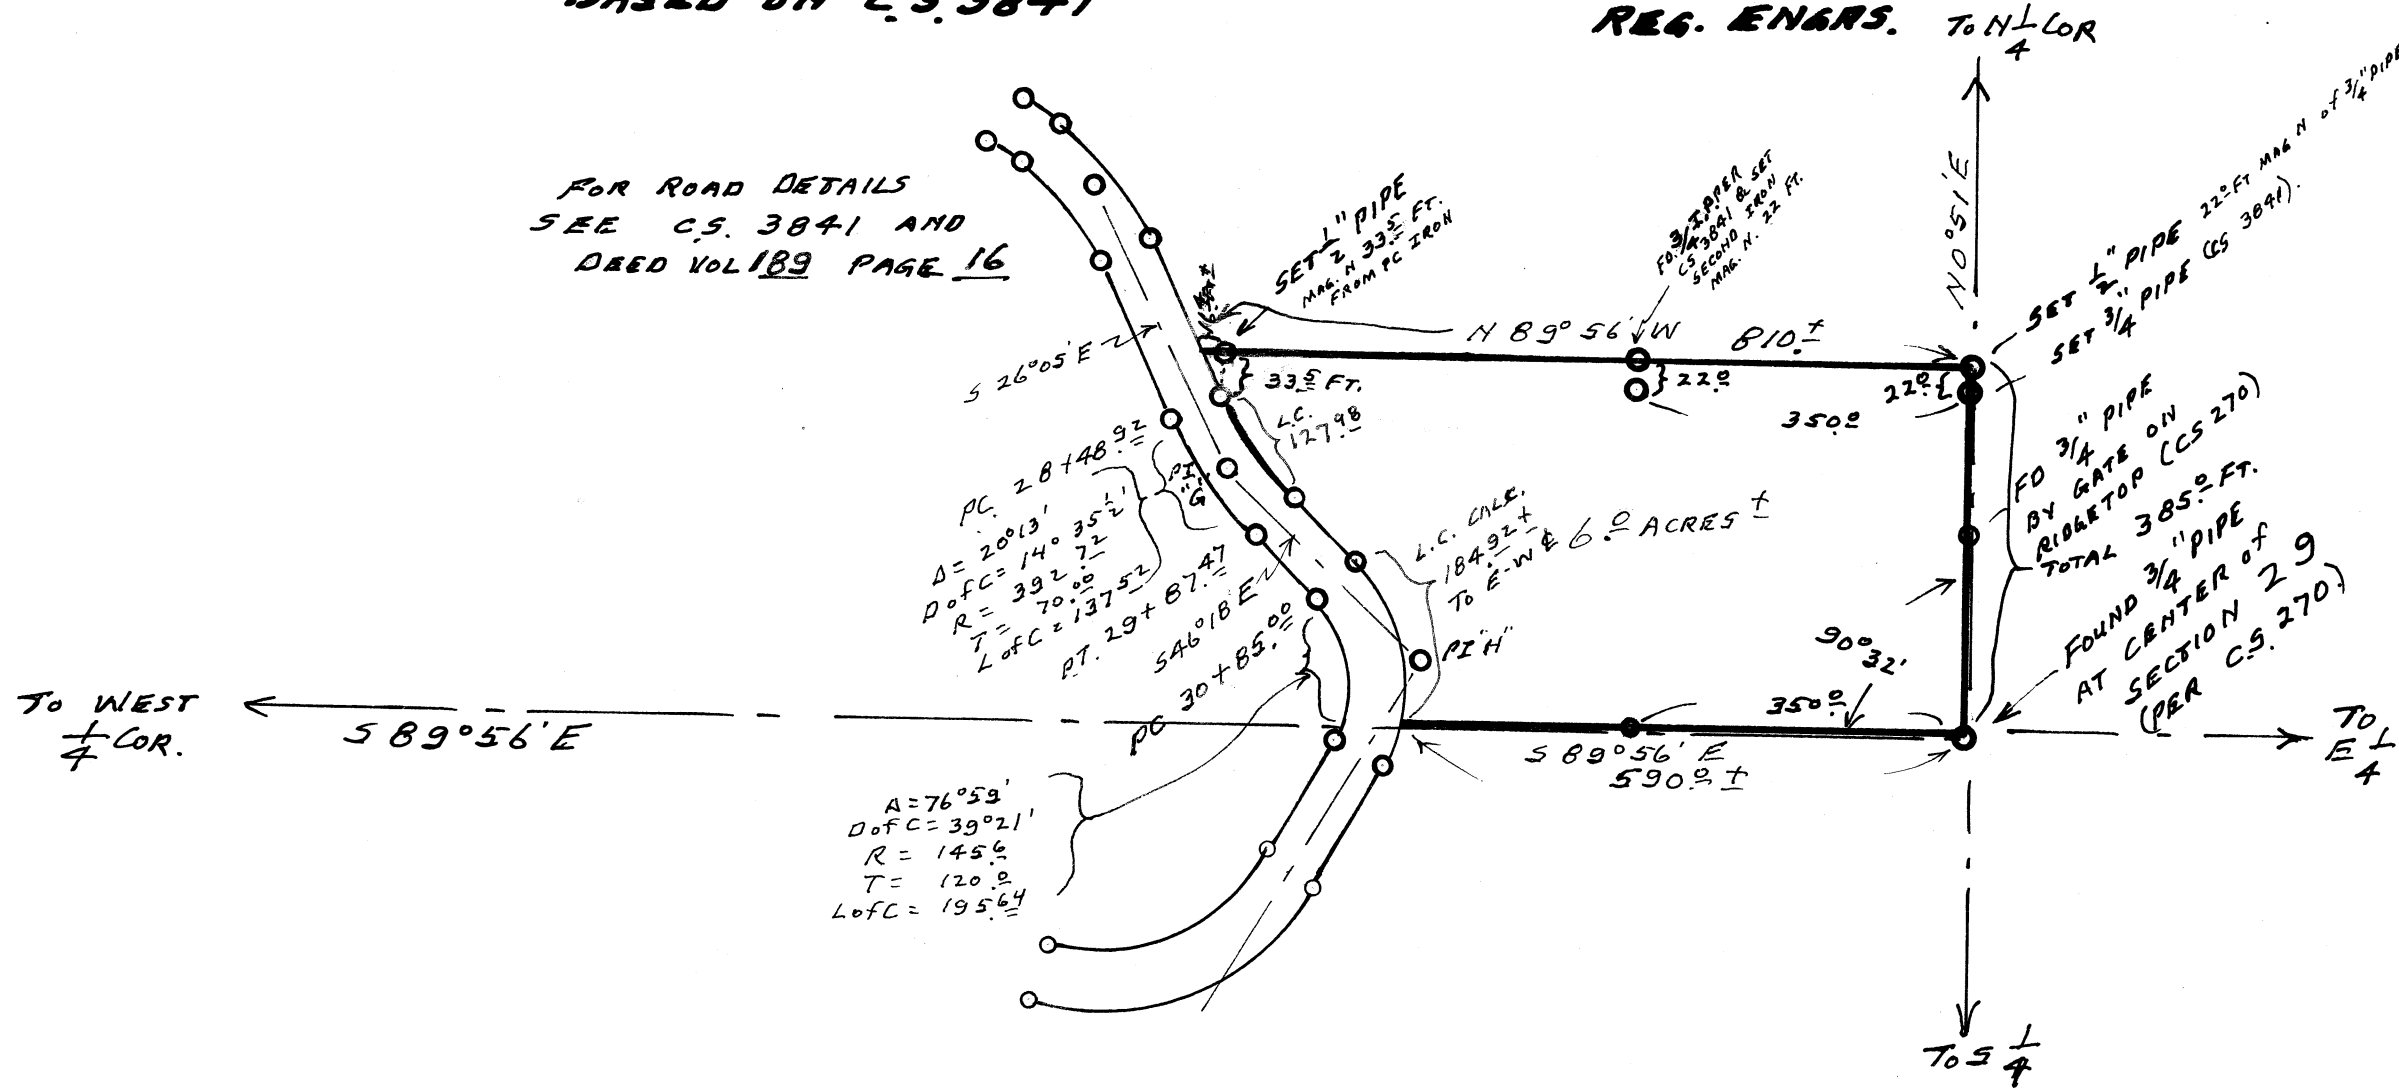 BASED ON C.S. 3841
REG. ENGRS.
TO N 1/4 COR
FOR ROAD DETAILS
SEE C.S. 3841 AND
DEED VOL 189 PAGE 16
SET 1/2" PIPE
MAG. N 33.5 FT.
FROM PC IRON
FD. 3/4 I.P. PER
CS 3841 & SET
SECOND IRON
MAG. N. 22 FT.
N 0°51'E
SET 1/2" PIPE 22.0 FT MAG N of 3/4" PIPE
SET 3/4" PIPE (CS 3841).
N 89°56' W 810.±
S 26°05' E
33.5 FT.
22.0
22.0
350.0
L.C.
127.98
FD 3/4" PIPE
BY GATE ON
RIDGETOP (CS 270)
TOTAL 385.0 FT.
PC. 28+48.92
PI
"G"
Δ= 20°13'
D of C = 14° 35 1/2'
R = 392.72
T = 70.00
L of C = 137.52
PT. 29+87.47
S 46°18 E
L.C. CALC.
184.92 ±
TO E-W ℄
6.0 ACRES ±
FOUND 3/4" PIPE
AT CENTER of
SECTION 29
(PER C.S. 270)
PC 30+85.00
PI "H"
90°32'
TO WEST
1/4 COR.
S 89°56' E
350.0
S 89°56' E
590.0 ±
TO
E 1/4
Δ = 76°59'
D of C = 39°21'
R = 145.6
T = 120.0
L of C = 195.64
TO S 1/4